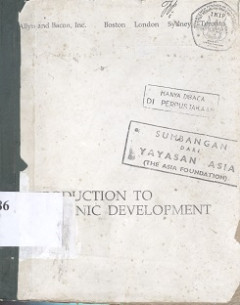 Allyn and Bacon, Inc. Boston London Sydney Toronto
HANYA DIBACA
DI PERPUSTAKAAN
SUMBANGAN
DARI
YAYASAN ASIA
(THE ASIA FOUNDATION)
DUCTION TO
NIC DEVELOPMENT
86